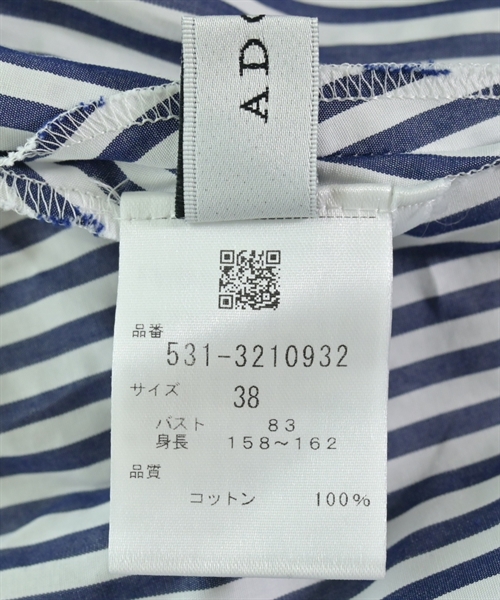 AD
品番
531-3210932
サイズ 38
バスト 83
身長 158～162
品質
コットン 100%